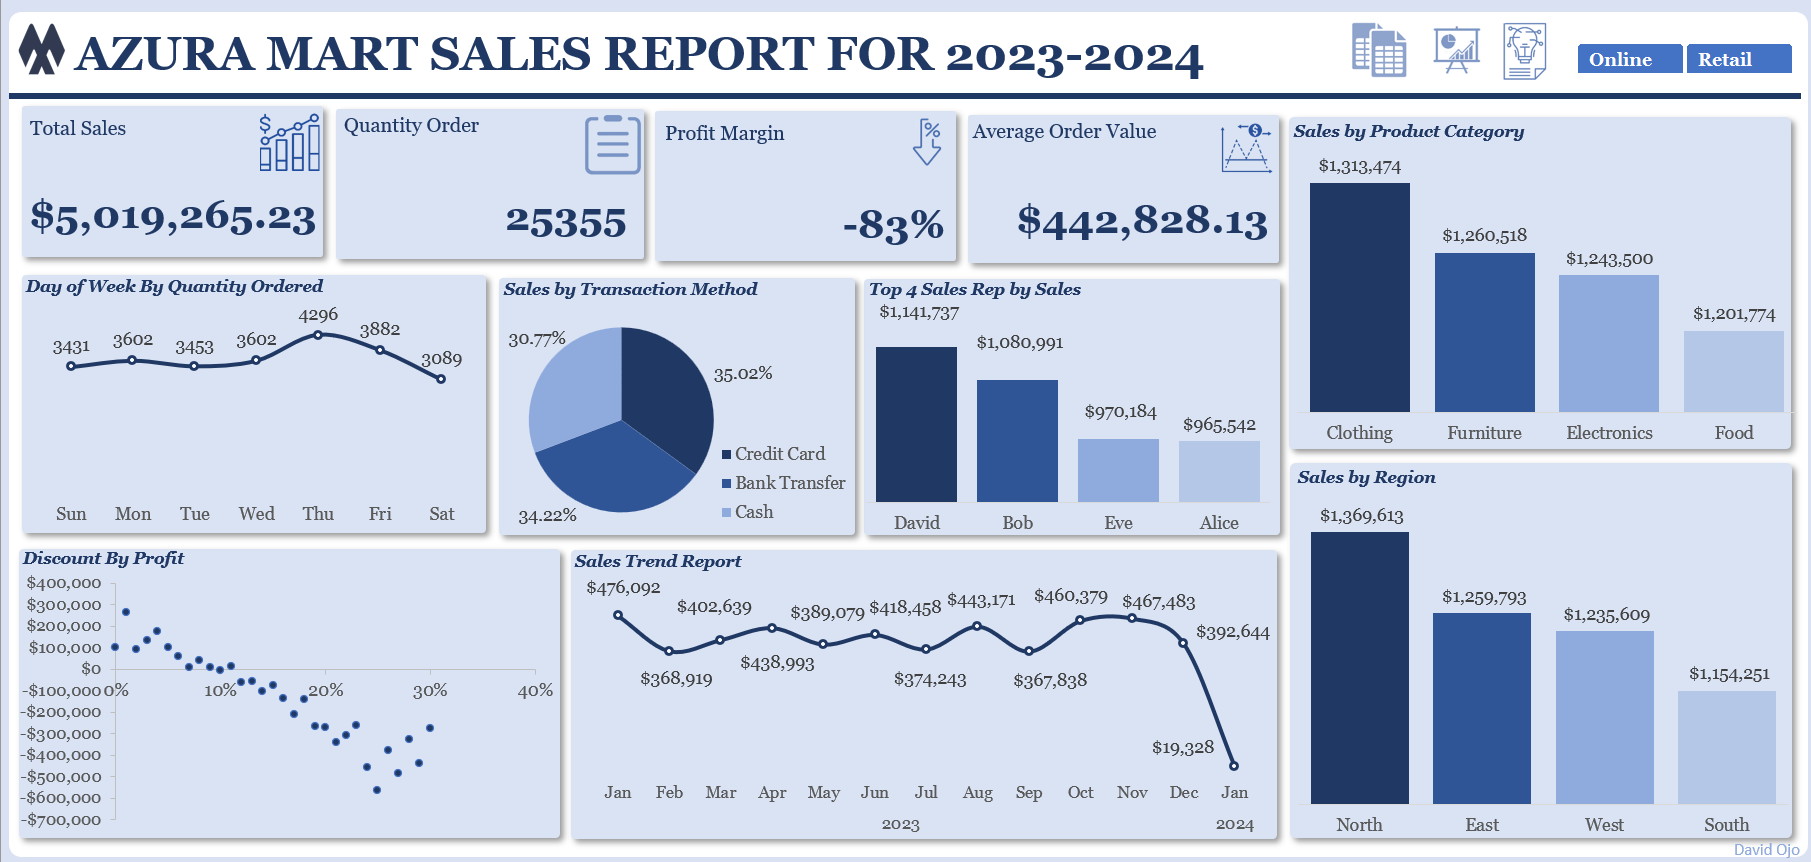 AZURA MART SALES REPORT FOR 2023-2024
Online
Retail
Total Sales
$
$5,019,265.23
Quantity Order
25355
Profit Margin
%
-83%
Average Order Value
$
$442,828.13
Sales by Product Category
$1,313,474
$1,260,518
$1,243,500
$1,201,774
Clothing Furniture Electronics Food
Day of Week By Quantity Ordered
3431 3602 3453 3602 4296 3882 3089
Sun Mon Tue Wed Thu Fri Sat
Sales by Transaction Method
30.77%
35.02%
34.22%
Credit Card
Bank Transfer
Cash
Top 4 Sales Rep by Sales
$1,141,737
$1,080,991
$970,184
$965,542
David Bob Eve Alice
Sales by Region
$1,369,613
$1,259,793
$1,235,609
$1,154,251
North East West South
Discount By Profit
$400,000
$300,000
$200,000
$100,000
$0
-$100,000
-$200,000
-$300,000
-$400,000
-$500,000
-$600,000
-$700,000
0% 10% 20% 30% 40%
Sales Trend Report
$476,092
$368,919
$402,639
$438,993
$389,079
$418,458
$374,243
$443,171
$367,838
$460,379
$467,483
$392,644
$19,328
Jan Feb Mar Apr May Jun Jul Aug Sep Oct Nov Dec Jan
2023 2024
David Ojo